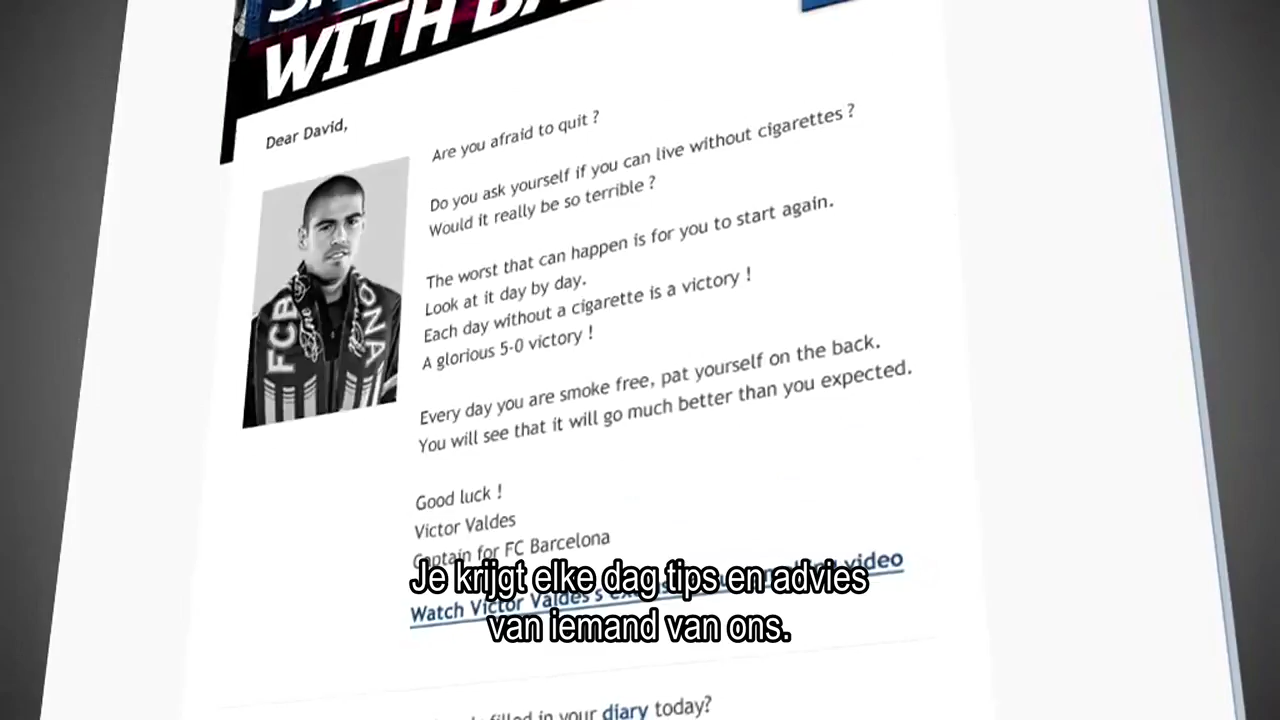 WITH
Dear David,
Are you afraid to quit ?
Do you ask yourself if you can live without cigarettes ?
Would it really be so terrible ?
The worst that can happen is for you to start again.
Look at it day by day.
Each day without a cigarette is a victory !
A glorious 5-0 victory !
Every day you are smoke free, pat yourself on the back.
You will see that it will go much better than you expected.
FCB
ONA
Good luck !
Victor Valdes
Captain for FC Barcelona
Watch Victor Valdes's video
Je krijgt elke dag tips en advies
van iemand van ons.
filled in your diary today?